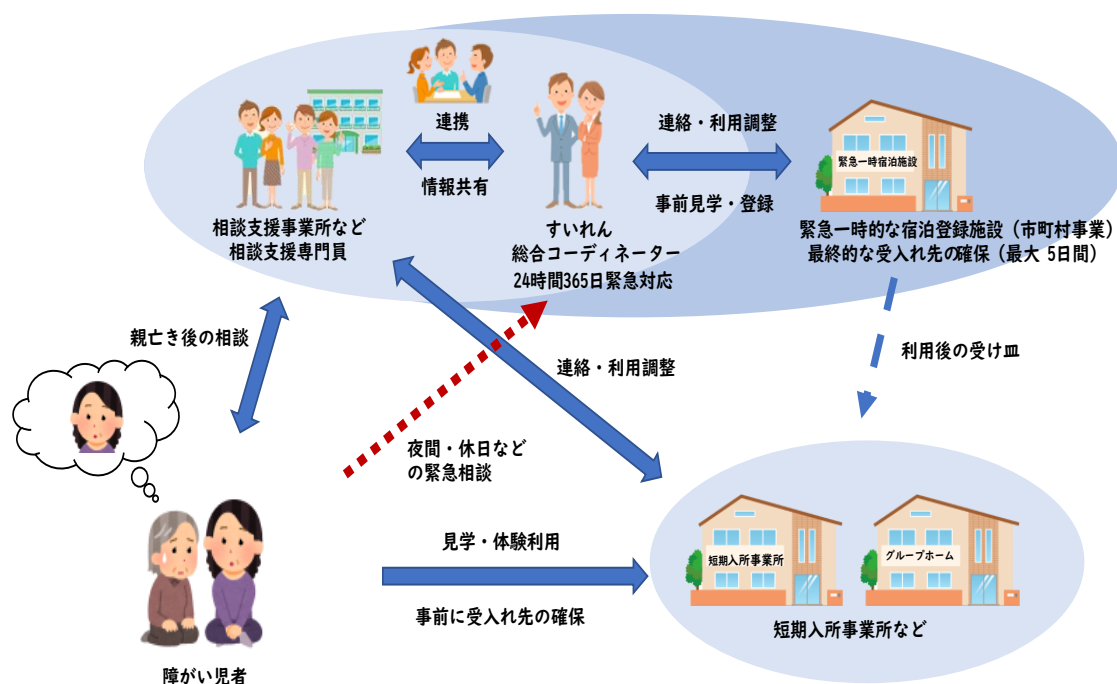 連携
情報共有
連絡・利用調整
事前見学・登録
緊急一時宿泊施設
相談支援事業所など
相談支援専門員
すいれん
総合コーディネーター
24時間365日緊急対応
緊急一時的な宿泊登録施設（市町村事業）
最終的な受入れ先の確保（最大 5日間）
親亡き後の相談
連絡・利用調整
利用後の受け皿
夜間・休日など
の緊急相談
見学・体験利用
事前に受入れ先の確保
短期入所事業所
グループホーム
短期入所事業所など
障がい児者